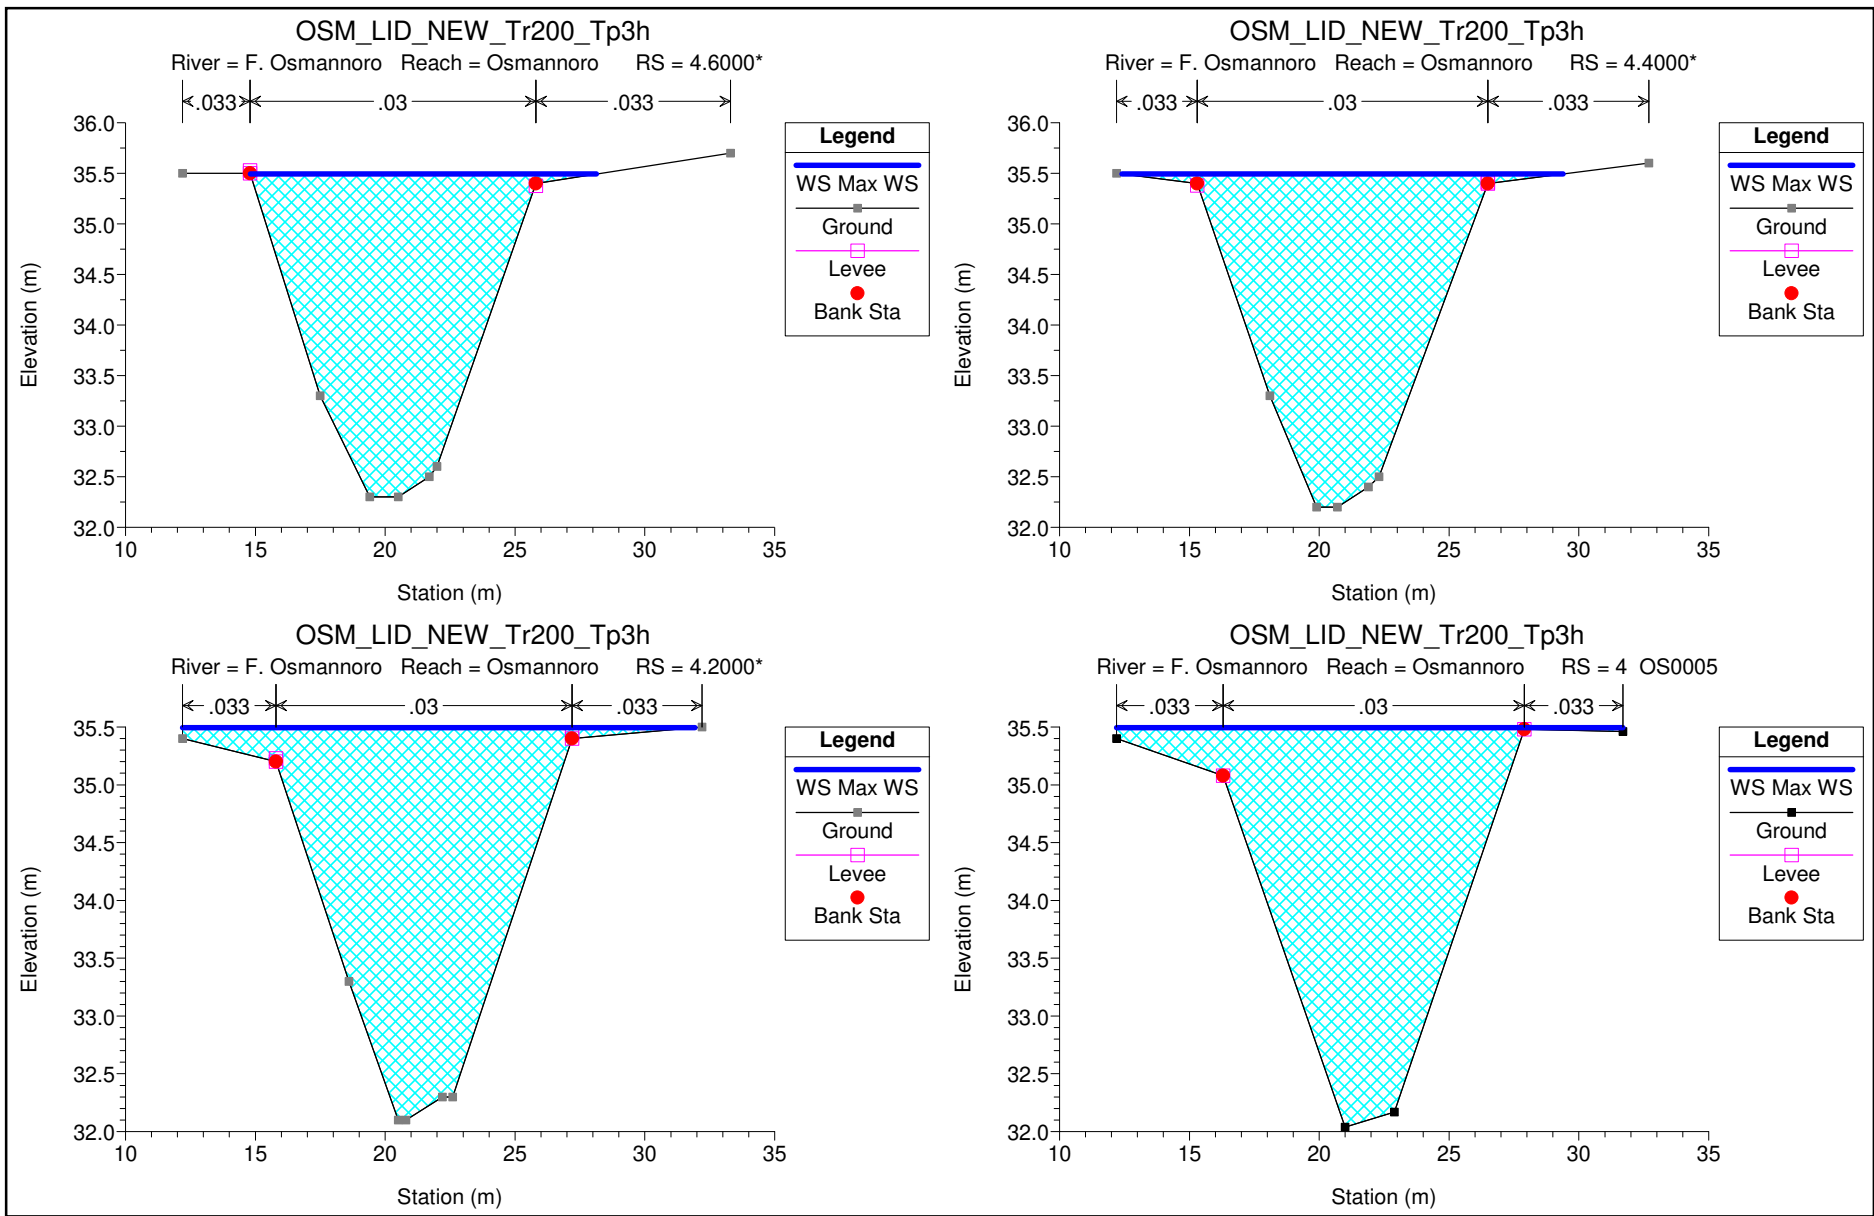 OSM_LID_NEW_Tr200_Tp3h
River = F. Osmannoro Reach = Osmannoro RS = 4.6000*
.033 .03 .033
36.0
35.5
35.0
34.5
34.0
33.5
33.0
32.5
32.0
Elevation (m)
10 15 20 25 30 35
Station (m)
Legend
WS Max WS
Ground
Levee
Bank Sta
OSM_LID_NEW_Tr200_Tp3h
River = F. Osmannoro Reach = Osmannoro RS = 4.4000*
.033 .03 .033
36.0
35.5
35.0
34.5
34.0
33.5
33.0
32.5
32.0
Elevation (m)
10 15 20 25 30 35
Station (m)
Legend
WS Max WS
Ground
Levee
Bank Sta
OSM_LID_NEW_Tr200_Tp3h
River = F. Osmannoro Reach = Osmannoro RS = 4.2000*
.033 .03 .033
35.5
35.0
34.5
34.0
33.5
33.0
32.5
32.0
Elevation (m)
10 15 20 25 30 35
Station (m)
Legend
WS Max WS
Ground
Levee
Bank Sta
OSM_LID_NEW_Tr200_Tp3h
River = F. Osmannoro Reach = Osmannoro RS = 4 OS0005
.033 .03 .033
35.5
35.0
34.5
34.0
33.5
33.0
32.5
32.0
Elevation (m)
10 15 20 25 30 35
Station (m)
Legend
WS Max WS
Ground
Levee
Bank Sta